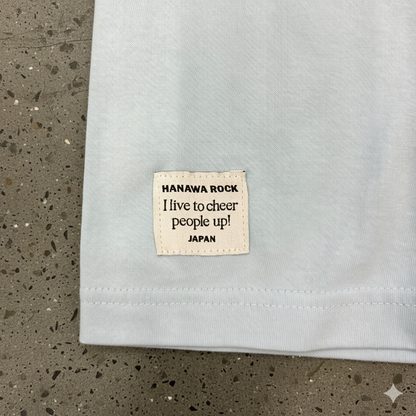 HANAWA ROCK
I live to cheer
people up!
JAPAN